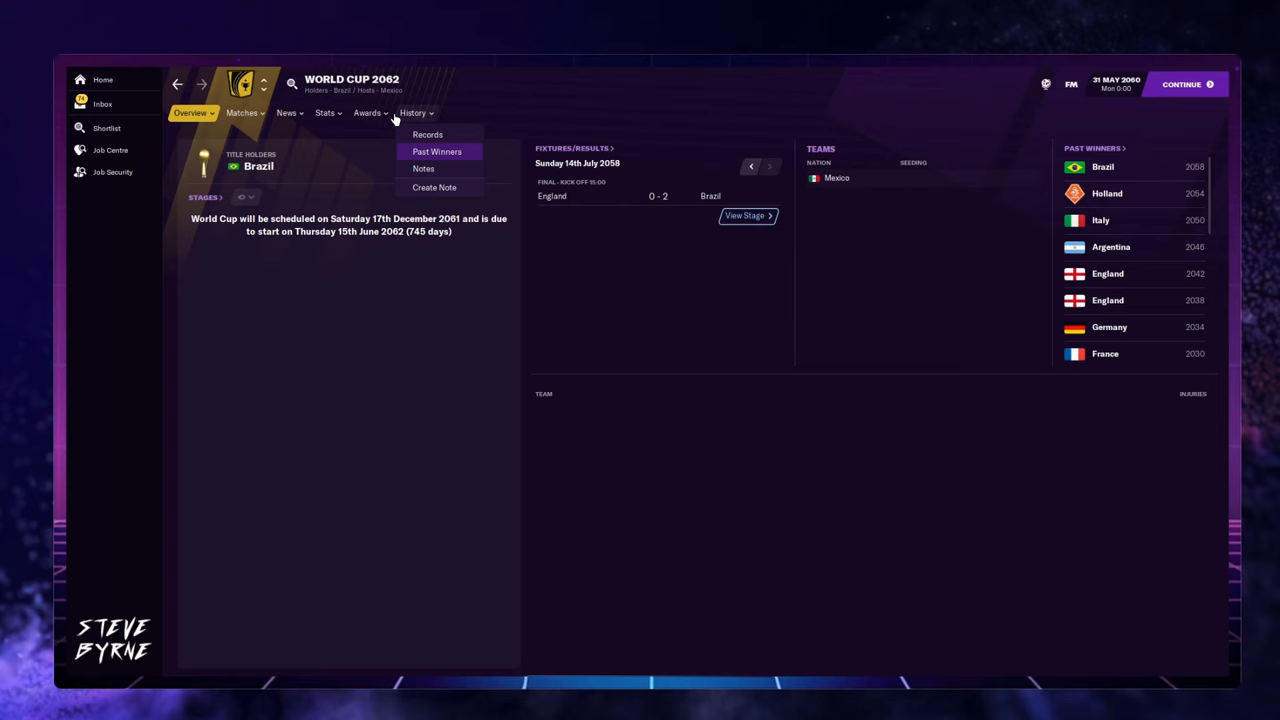 Home
74
Inbox
Shortlist
Job Centre
Job Security
WORLD CUP 2062
Holders - Brazil / Hosts - Mexico
FM
31 MAY 2060
Mon 0:00
CONTINUE
Overview
Matches
News
Stats
Awards
History
Records
Past Winners
Notes
Create Note
TITLE HOLDERS
Brazil
STAGES >
World Cup will be scheduled on Saturday 17th December 2061 and is due
to start on Thursday 15th June 2062 (745 days)
FIXTURES/RESULTS >
Sunday 14th July 2058
FINAL - KICK OFF 15:00
England 0 - 2 Brazil
View Stage >
TEAMS
NATION SEEDING
Mexico
PAST WINNERS >
Brazil 2058
Holland 2054
Italy 2050
Argentina 2046
England 2042
England 2038
Germany 2034
France 2030
TEAM INJURIES
STEVE
BYRNE